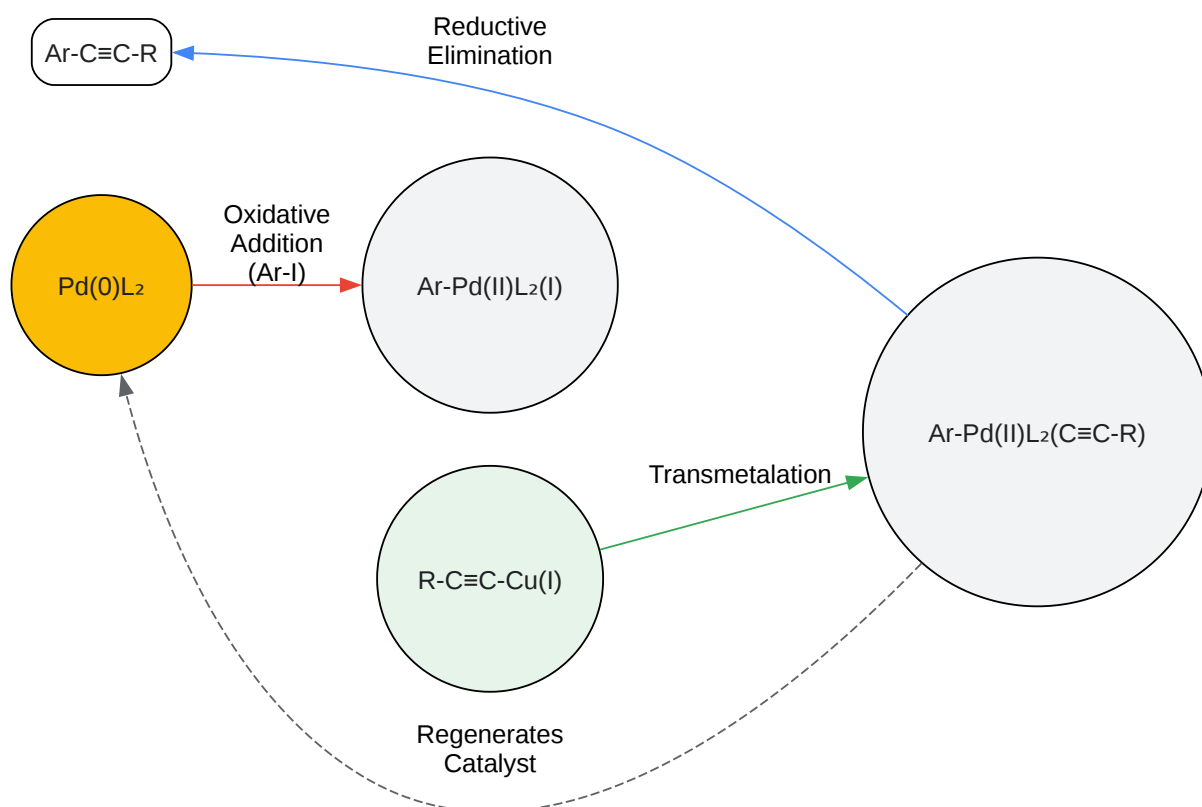 Ar-C≡C-R
Reductive
Elimination
Pd(0)L₂
Oxidative
Addition
(Ar-I)
Ar-Pd(II)L₂(I)
Ar-Pd(II)L₂(C≡C-R)
Transmetalation
R-C≡C-Cu(I)
Regenerates
Catalyst